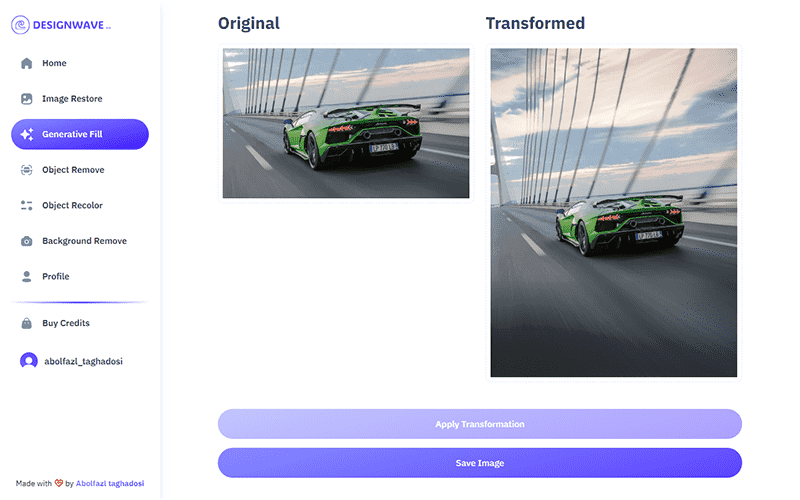 DESIGNWAVE
Home
Image Restore
Generative Fill
Object Remove
Object Recolor
Background Remove
Profile
Buy Credits
abolfazl_taghadosi
Made with ❤️ by Abolfazl taghadosi
Original
Transformed
Apply Transformation
Save Image